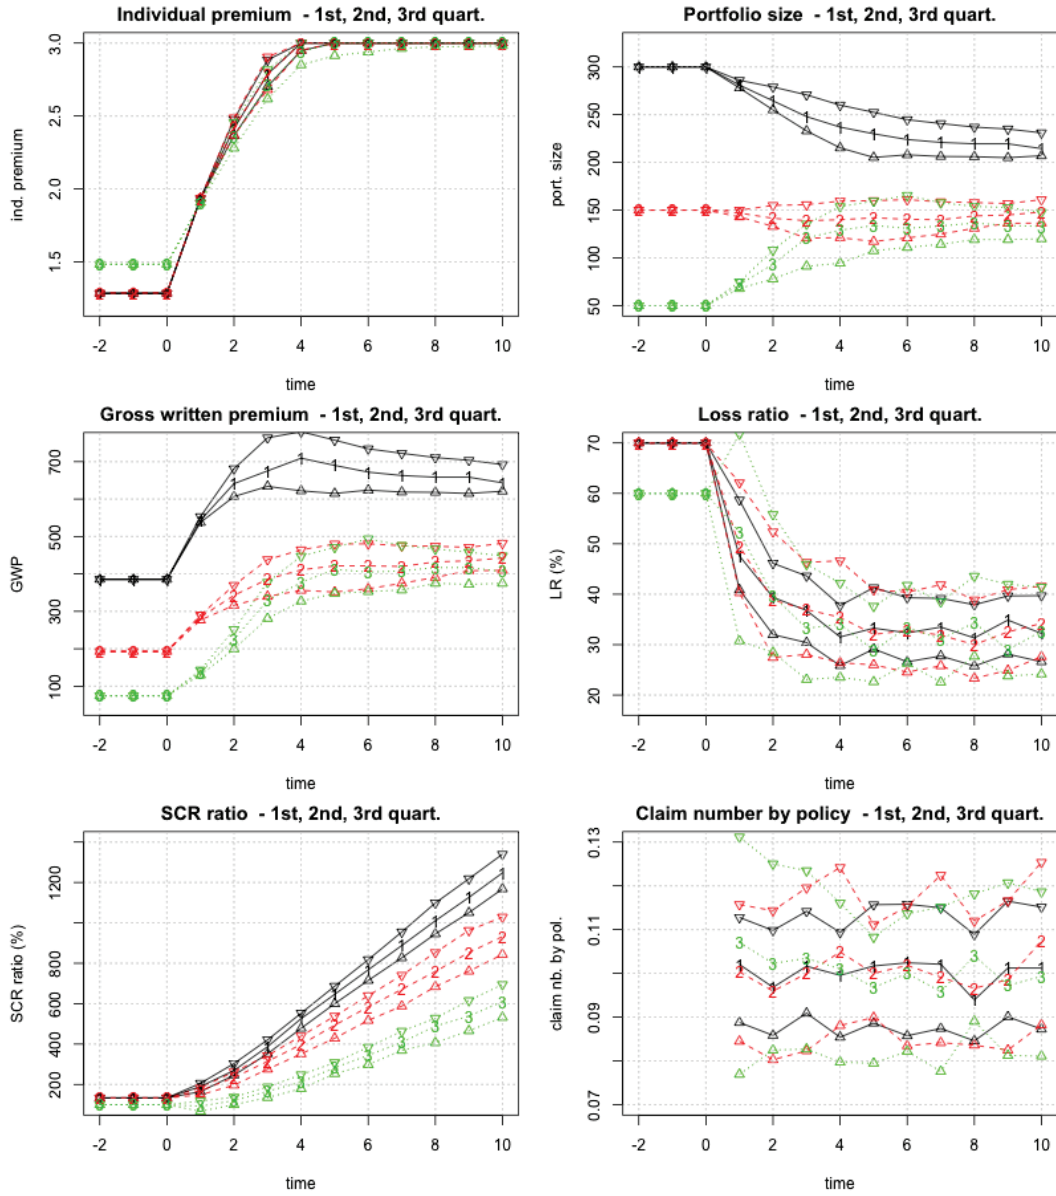 Individual premium - 1st, 2nd, 3rd quart.
ind. premium
3.0
2.5
2.0
1.5
-2 0 2 4 6 8 10
time
Portfolio size - 1st, 2nd, 3rd quart.
port. size
300
250
200
150
100
50
-2 0 2 4 6 8 10
time
Gross written premium - 1st, 2nd, 3rd quart.
GWP
700
500
300
100
-2 0 2 4 6 8 10
time
Loss ratio - 1st, 2nd, 3rd quart.
LR (%)
70
60
50
40
30
20
-2 0 2 4 6 8 10
time
SCR ratio - 1st, 2nd, 3rd quart.
SCR ratio (%)
1200
800
600
400
200
-2 0 2 4 6 8 10
time
Claim number by policy - 1st, 2nd, 3rd quart.
claim nb. by pol.
0.13
0.11
0.09
0.07
-2 0 2 4 6 8 10
time